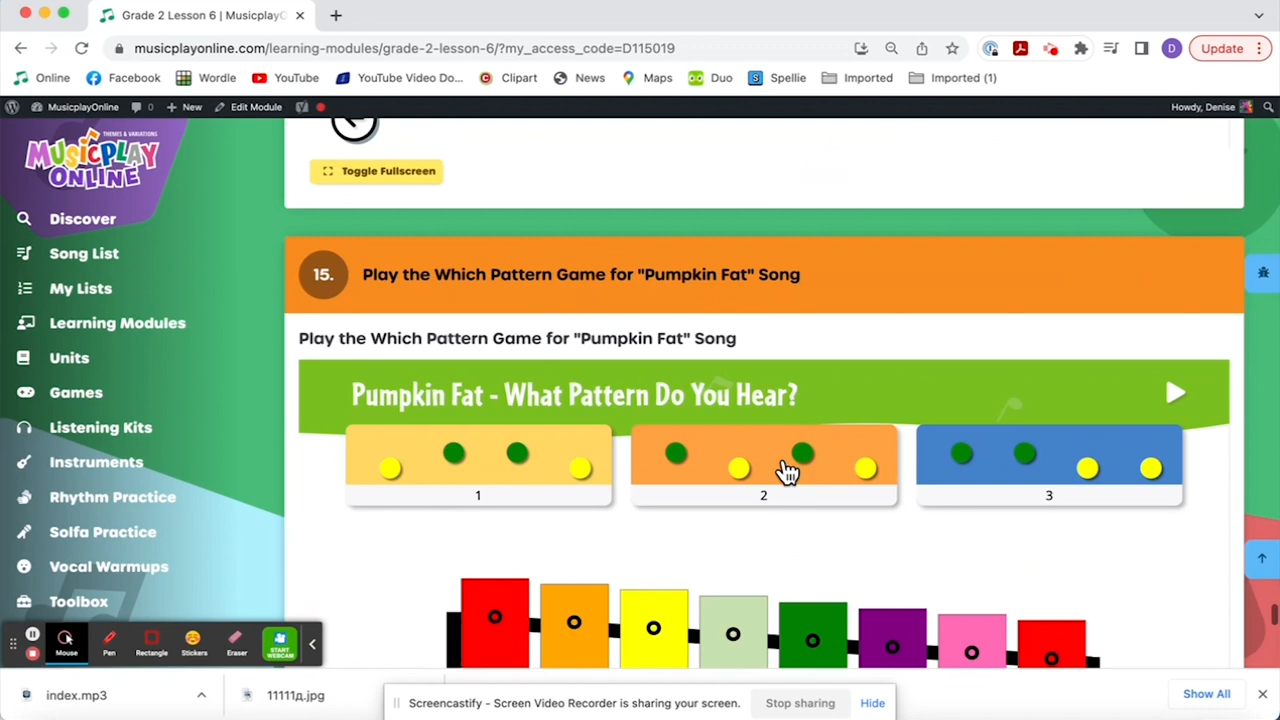 Grade 2 Lesson 6 | MusicplayO
musicplayonline.com/learning-modules/grade-2-lesson-6/?my_access_code=D115019
D
Update
Online
Facebook
Wordle
YouTube
YouTube Video Do...
Clipart
News
Maps
Duo
Spellie
Imported
Imported (1)
MusicplayOnline
0
New
Edit Module
Howdy, Denise
THEMES & VARIATIONS
MUSICPLAY
ONLINE
Toggle Fullscreen
Discover
Song List
My Lists
Learning Modules
Units
Games
Listening Kits
Instruments
Rhythm Practice
Solfa Practice
Vocal Warmups
Toolbox
15.
Play the Which Pattern Game for "Pumpkin Fat" Song
Play the Which Pattern Game for "Pumpkin Fat" Song
Pumpkin Fat - What Pattern Do You Hear?
1
2
3
Mouse
Pen
Rectangle
Stickers
Eraser
START
WEBCAM
index.mp3
11111д.jpg
Screencastify - Screen Video Recorder is sharing your screen.
Stop sharing
Hide
Show All